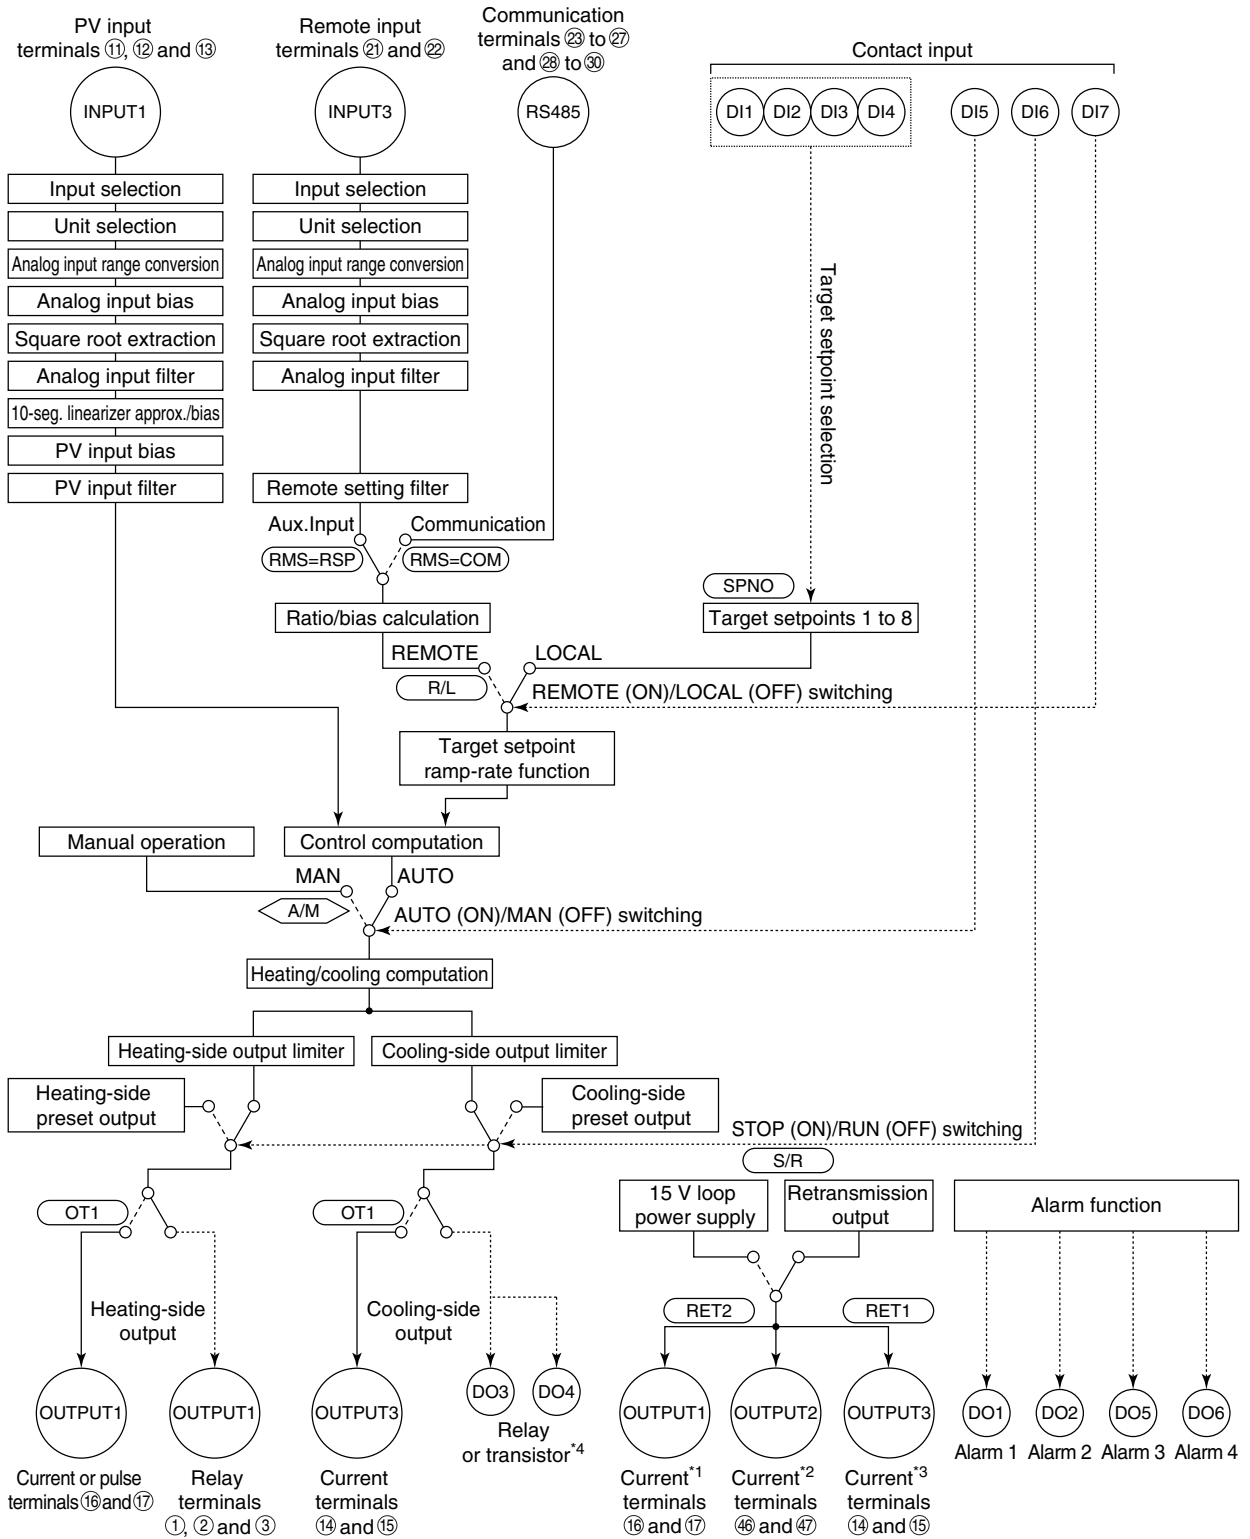 PV input
terminals ⑪, ⑫ and ⑬
Remote input
terminals ㉑ and ㉒
Communication
terminals ㉓ to ㉗
and ㉘ to ㉚
Contact input
INPUT1
INPUT3
RS485
DI1
DI2
DI3
DI4
DI5
DI6
DI7
Input selection
Unit selection
Analog input range conversion
Analog input bias
Square root extraction
Analog input filter
10-seg. linearizer approx./bias
PV input bias
PV input filter
Input selection
Unit selection
Analog input range conversion
Analog input bias
Square root extraction
Analog input filter
Remote setting filter
Target setpoint selection
Aux.Input
Communication
RMS=RSP
RMS=COM
SPNO
Ratio/bias calculation
Target setpoints 1 to 8
REMOTE
LOCAL
R/L
REMOTE (ON)/LOCAL (OFF) switching
Target setpoint
ramp-rate function
Manual operation
Control computation
MAN
AUTO
A/M
AUTO (ON)/MAN (OFF) switching
Heating/cooling computation
Heating-side output limiter
Cooling-side output limiter
Heating-side
preset output
Cooling-side
preset output
STOP (ON)/RUN (OFF) switching
S/R
OT1
OT1
15 V loop
power supply
Retransmission
output
Alarm function
Heating-side
output
Cooling-side
output
RET2
RET1
OUTPUT1
OUTPUT1
OUTPUT3
DO3
DO4
Relay
or transistor*4
OUTPUT1
OUTPUT2
OUTPUT3
DO1
DO2
DO5
DO6
Alarm 1
Alarm 2
Alarm 3
Alarm 4
Current or pulse
terminals ⑯ and ⑰
Relay
terminals
①, ② and ③
Current
terminals
⑭ and ⑮
Current*1
terminals
⑯ and ⑰
Current*2
terminals
㊻ and ㊼
Current*3
terminals
⑭ and ⑮